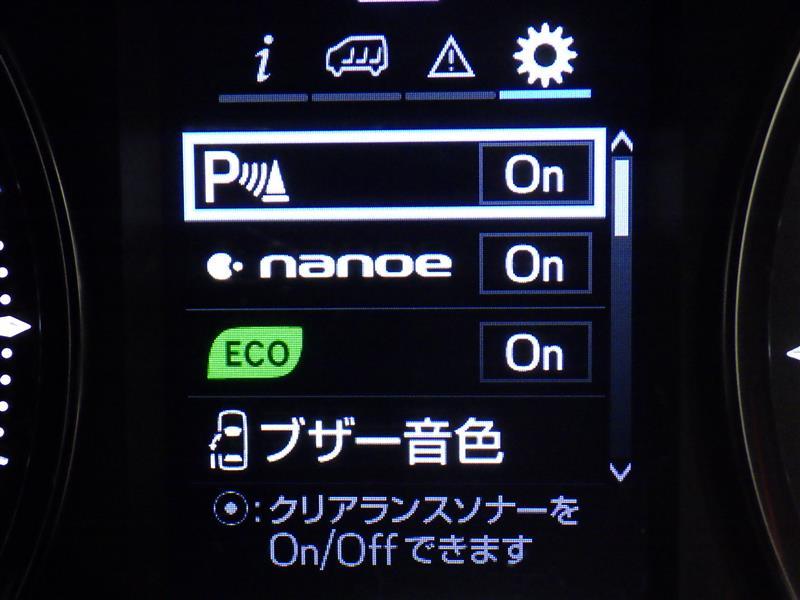 i
P On
nanoe On
ECO On
ブザー音色
:クリアランスソナーを
On/Offできます